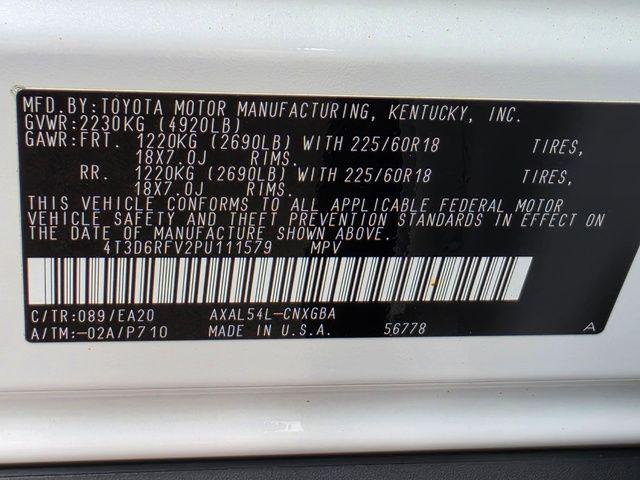 MFD.BY:TOYOTA MOTOR MANUFACTURING, KENTUCKY, INC.
GVWR:2230KG (4920LB)
GAWR:FRT. 1220KG (2690LB) WITH 225/60R18 TIRES,
18X7.0J RIMS.
RR. 1220KG (2690LB) WITH 225/60R18 TIRES,
18X7.0J RIMS.
THIS VEHICLE CONFORMS TO ALL APPLICABLE FEDERAL MOTOR
VEHICLE SAFETY AND THEFT PREVENTION STANDARDS IN EFFECT ON
THE DATE OF MANUFACTURE SHOWN ABOVE.
4T3D6RFV2PU111579 MPV
C/TR:089/EA20 AXAL54L-CNXGBA
A/TM:-02A/P710 MADE IN U.S.A. 56778 A